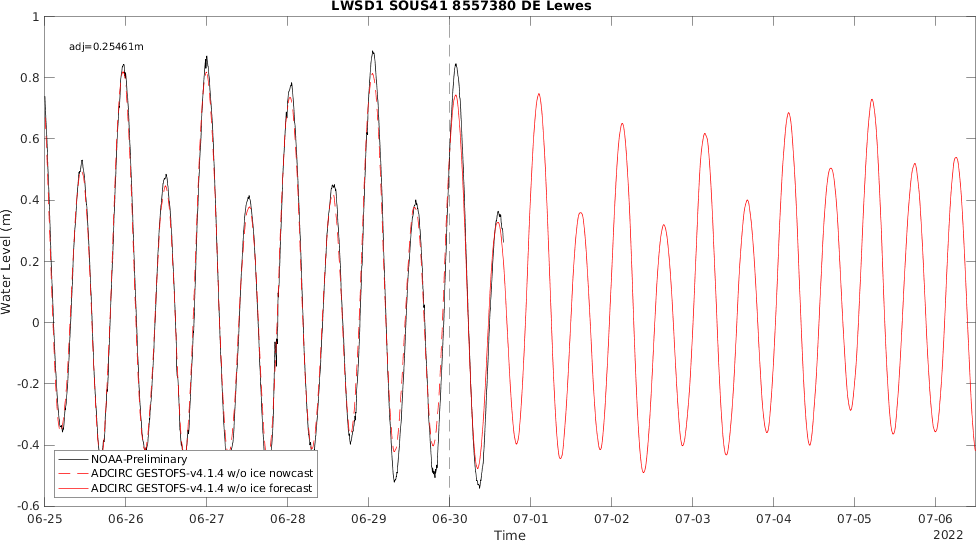 LWSD1 SOUS41 8557380 DE Lewes
adj=0.25461m
1
0.8
0.6
0.4
0.2
0
-0.2
-0.4
-0.6
Water Level (m)
NOAA-Preliminary
ADCIRC GESTOFS-v4.1.4 w/o ice nowcast
ADCIRC GESTOFS-v4.1.4 w/o ice forecast
06-25 06-26 06-27 06-28 06-29 06-30 07-01 07-02 07-03 07-04 07-05 07-06
Time
2022